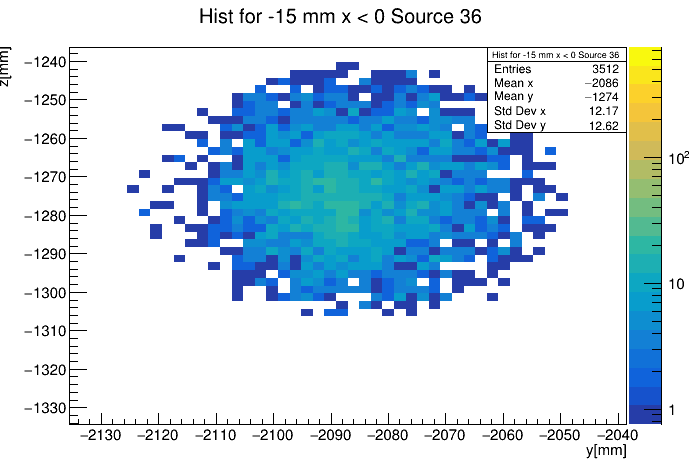 Hist for -15 mm x < 0 Source 36
z[mm]
−1240
−1250
−1260
−1270
−1280
−1290
−1300
−1310
−1320
−1330
Hist for -15 mm x < 0 Source 36
Entries 3512
Mean x −2086
Mean y −1274
Std Dev x 12.17
Std Dev y 12.62
10²
10
1
−2130 −2120 −2110 −2100 −2090 −2080 −2070 −2060 −2050 −2040
y[mm]